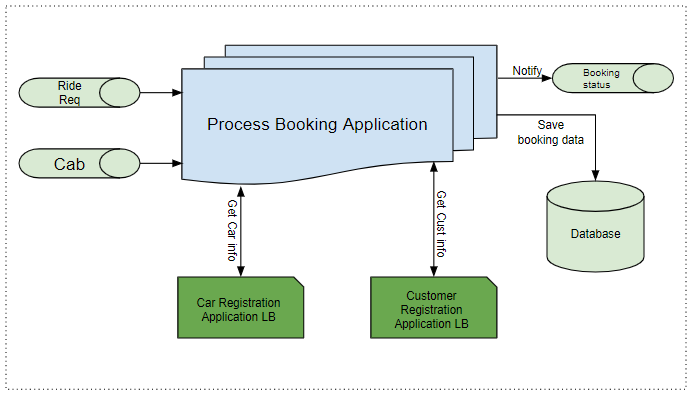 Ride
Req
Cab
Process Booking Application
Notify
Booking
status
Save
booking data
Database
Get Car info
Get Cust info
Car Registration
Application LB
Customer
Registration
Application LB